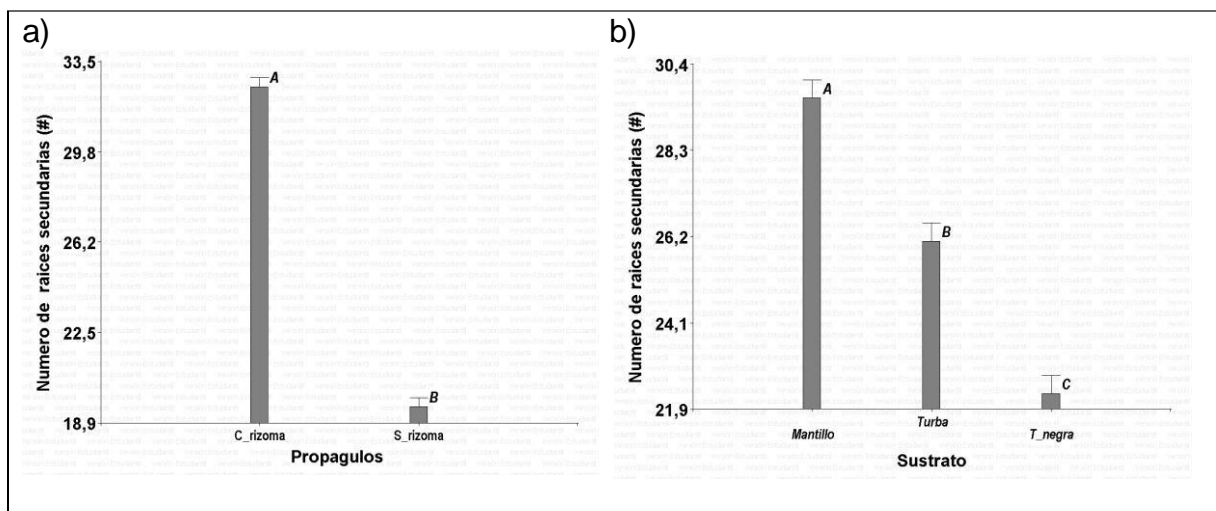 a)
Numero de raices secundarias (#)
33,5
29,8
26,2
22,5
18,9
A
B
C_rizoma
S_rizoma
Propagulos
b)
Numero de raices secundarias (#)
30,4
28,3
26,2
24,1
21,9
A
B
C
Mantillo
Turba
T_negra
Sustrato